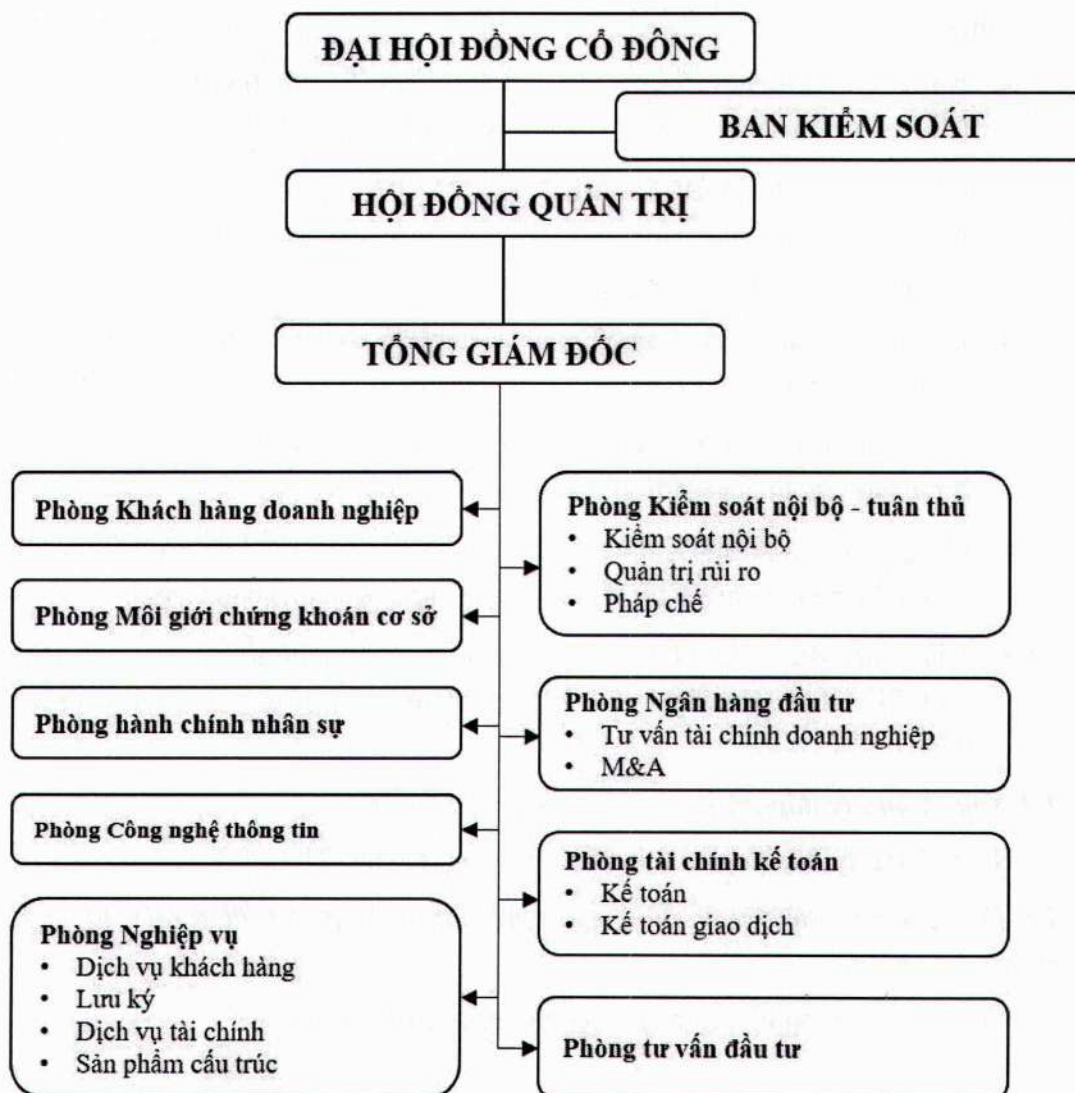 ĐẠI HỘI ĐỒNG CỔ ĐÔNG
BAN KIỂM SOÁT
HỘI ĐỒNG QUẢN TRỊ
TỔNG GIÁM ĐỐC
Phòng Khách hàng doanh nghiệp
Phòng Môi giới chứng khoán cơ sở
Phòng hành chính nhân sự
Phòng Công nghệ thông tin
Phòng Nghiệp vụ
• Dịch vụ khách hàng
• Lưu ký
• Dịch vụ tài chính
• Sản phẩm cấu trúc
Phòng Kiểm soát nội bộ - tuân thủ
• Kiểm soát nội bộ
• Quản trị rủi ro
• Pháp chế
Phòng Ngân hàng đầu tư
• Tư vấn tài chính doanh nghiệp
• M&A
Phòng tài chính kế toán
• Kế toán
• Kế toán giao dịch
Phòng tư vấn đầu tư